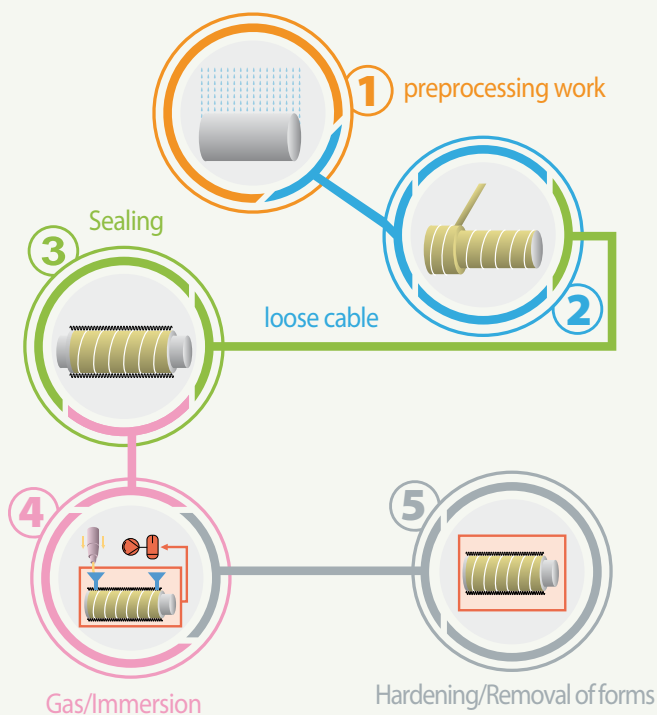 1 preprocessing work
Sealing
3
loose cable
2
4
5
Gas/Immersion
Hardening/Removal of forms